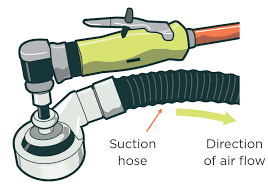 Suction
hose
Direction
of air flow